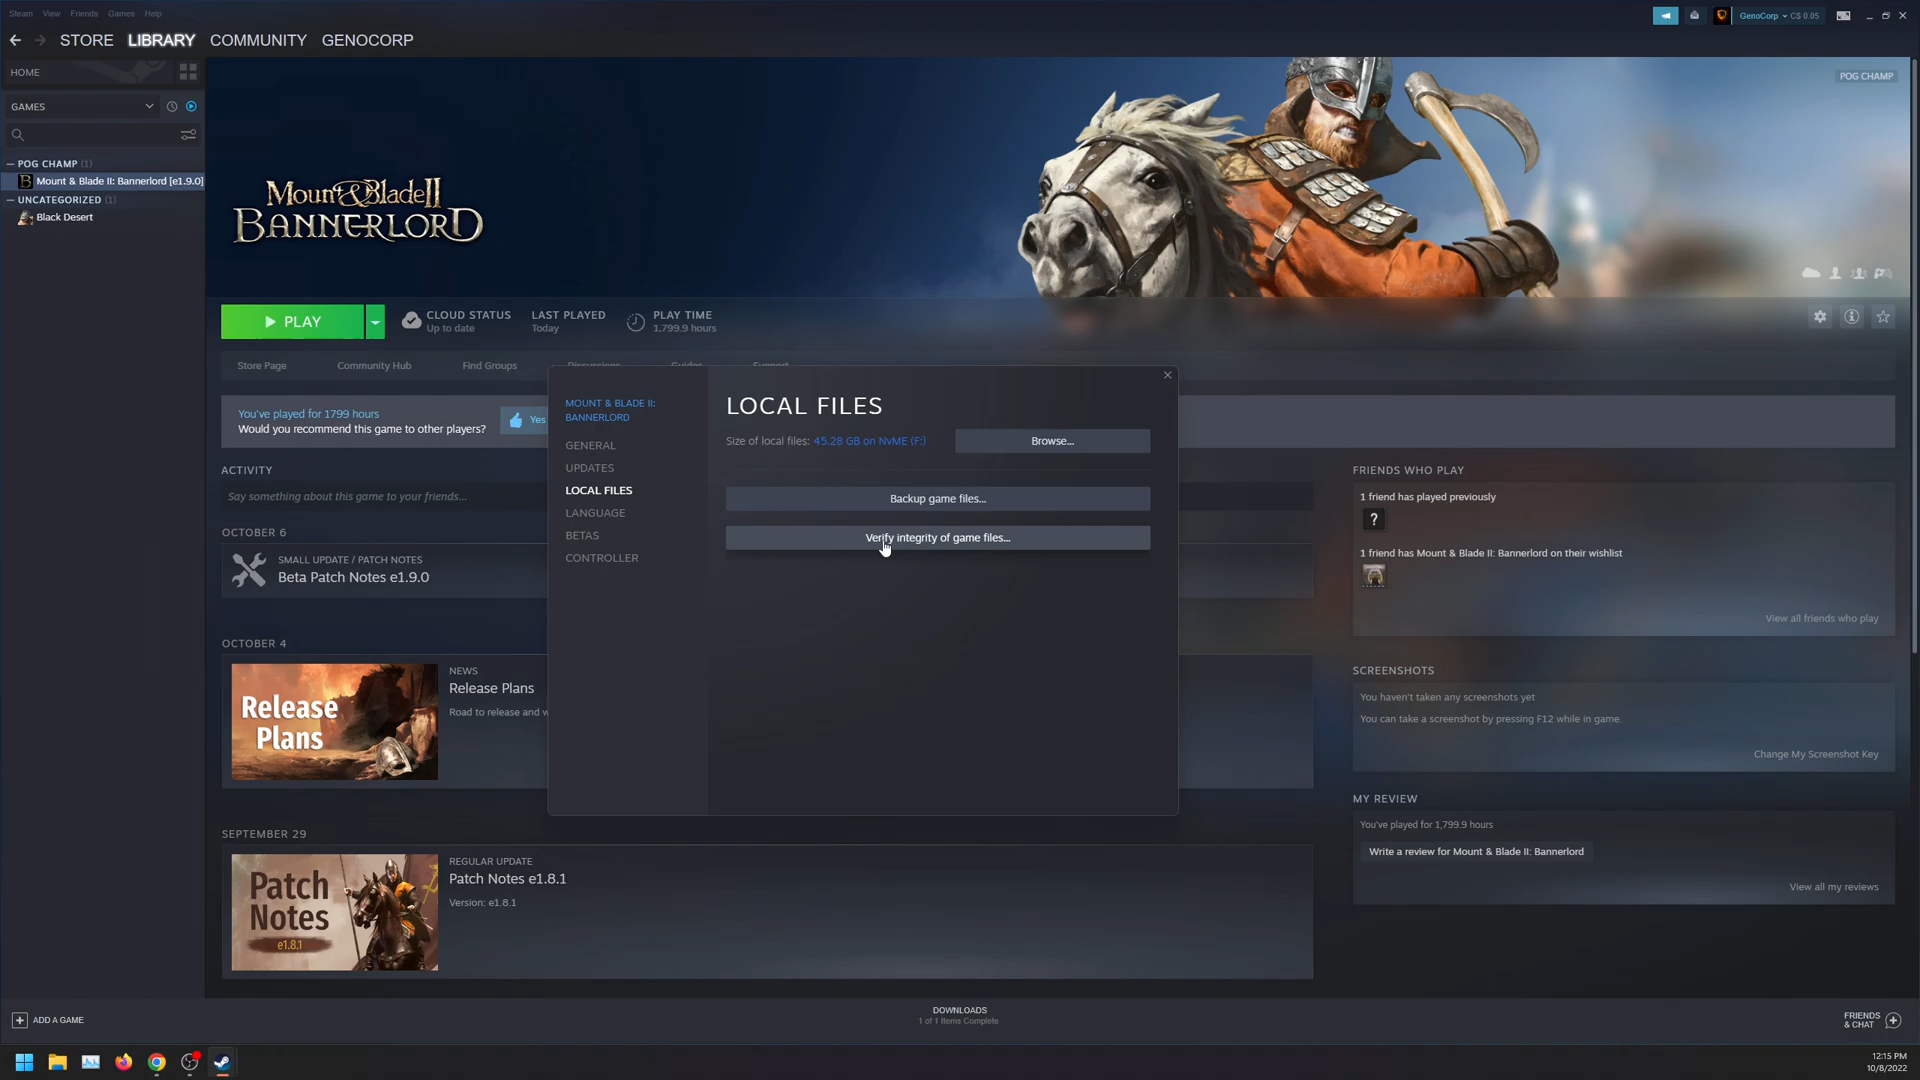 Steam View Friends Games Help
GenoCorp C$ 0.05
STORE LIBRARY COMMUNITY GENOCORP
HOME
GAMES
POG CHAMP (1)
Mount & Blade II: Bannerlord [e1.9.0]
UNCATEGORIZED (1)
Black Desert
POG CHAMP
Mount&Blade II
BANNERLORD
PLAY
CLOUD STATUS
Up to date
LAST PLAYED
Today
PLAY TIME
1,799.9 hours
Store Page Community Hub Find Groups Discussions Guides Support
You've played for 1799 hours
Would you recommend this game to other players?
Yes
ACTIVITY
Say something about this game to your friends...
OCTOBER 6
SMALL UPDATE / PATCH NOTES
Beta Patch Notes e1.9.0
OCTOBER 4
Release
Plans
NEWS
Release Plans
Road to release and
SEPTEMBER 29
Patch
Notes
e1.8.1
REGULAR UPDATE
Patch Notes e1.8.1
Version: e1.8.1
MOUNT & BLADE II:
BANNERLORD
GENERAL
UPDATES
LOCAL FILES
LANGUAGE
BETAS
CONTROLLER
LOCAL FILES
Size of local files: 45.28 GB on NvME (F:)
Browse...
Backup game files...
Verify integrity of game files...
FRIENDS WHO PLAY
1 friend has played previously
?
1 friend has Mount & Blade II: Bannerlord on their wishlist
View all friends who play
SCREENSHOTS
You haven't taken any screenshots yet
You can take a screenshot by pressing F12 while in game.
Change My Screenshot Key
MY REVIEW
You've played for 1,799.9 hours
Write a review for Mount & Blade II: Bannerlord
View all my reviews
ADD A GAME
DOWNLOADS
1 of 1 Items Complete
FRIENDS
& CHAT
12:15 PM
10/8/2022